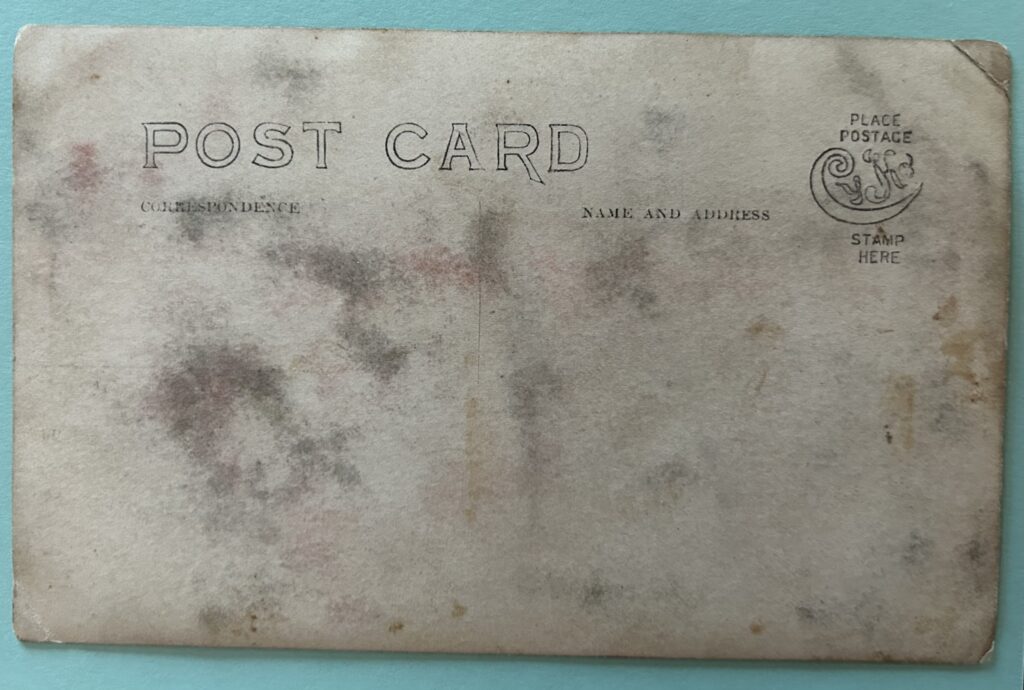 POST CARD
CORRESPONDENCE
NAME AND ADDRESS
PLACE
POSTAGE
STAMP
HERE